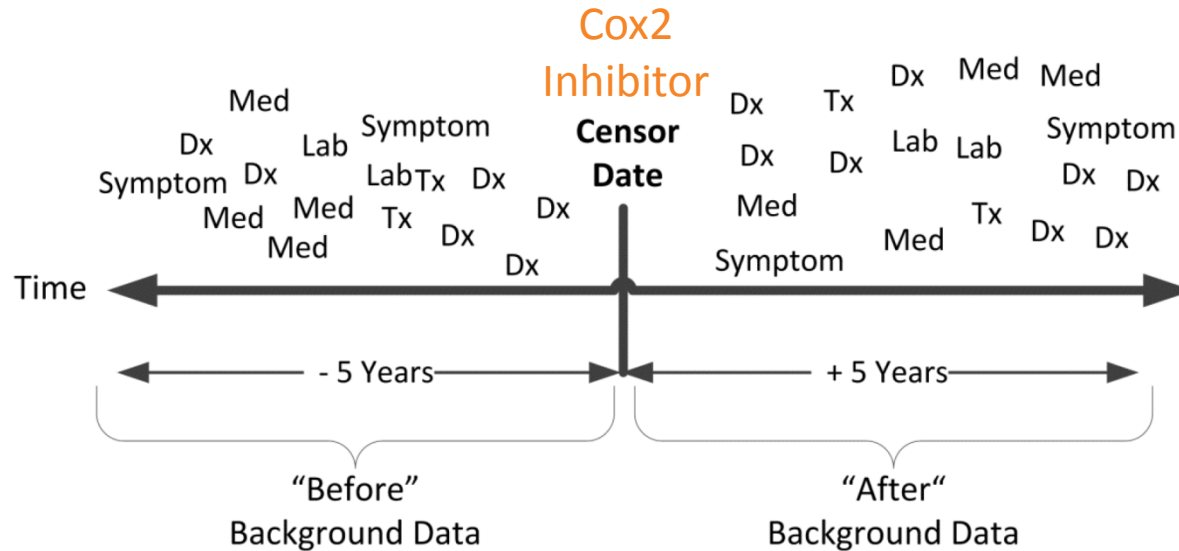 Cox2
Inhibitor
Censor
Date
Med
Symptom
Dx
Lab
Symptom
Dx
Lab
Tx
Dx
Med
Med
Tx
Dx
Dx
Med
Dx
Dx
Tx
Dx
Med
Med
Dx
Dx
Lab
Lab
Symptom
Dx
Dx
Med
Tx
Med
Dx
Dx
Symptom
Time
- 5 Years
+ 5 Years
“Before”
Background Data
“After“
Background Data